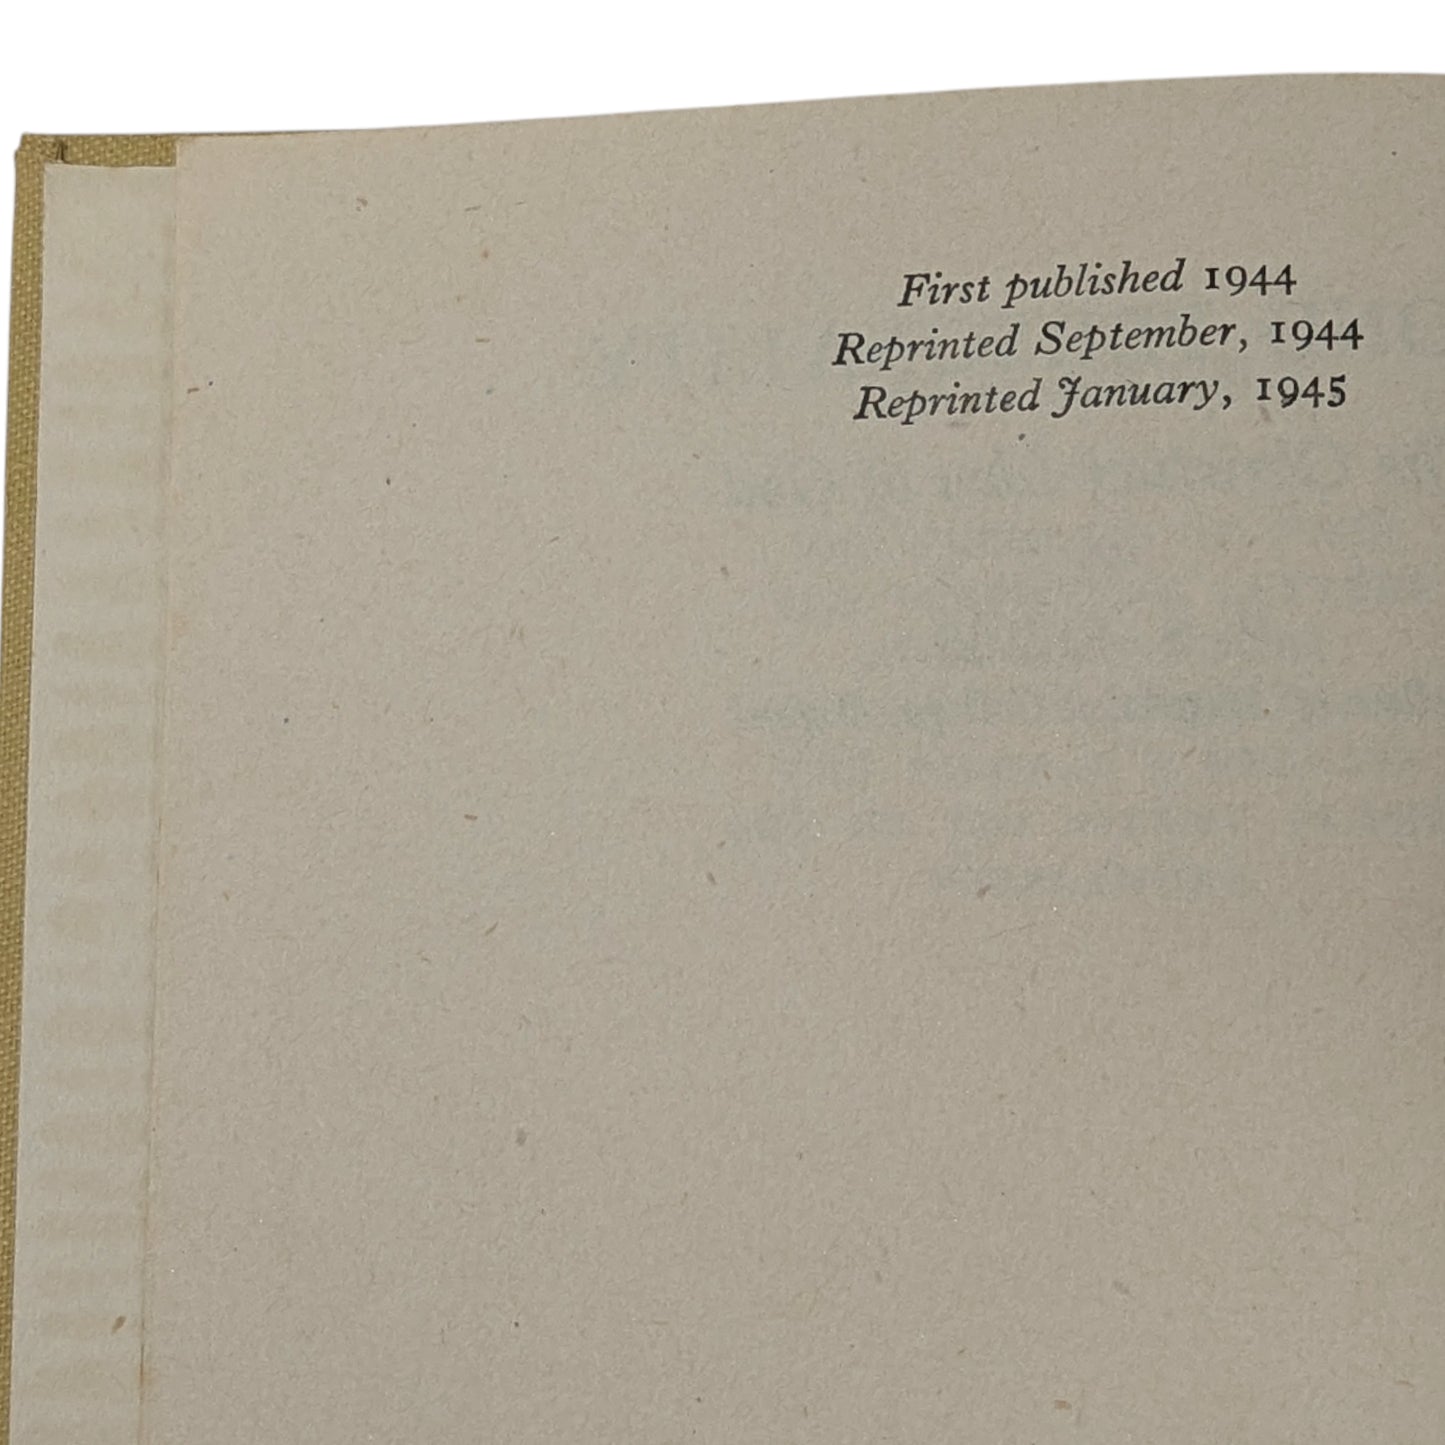 First published 1944
Reprinted September, 1944
Reprinted January, 1945